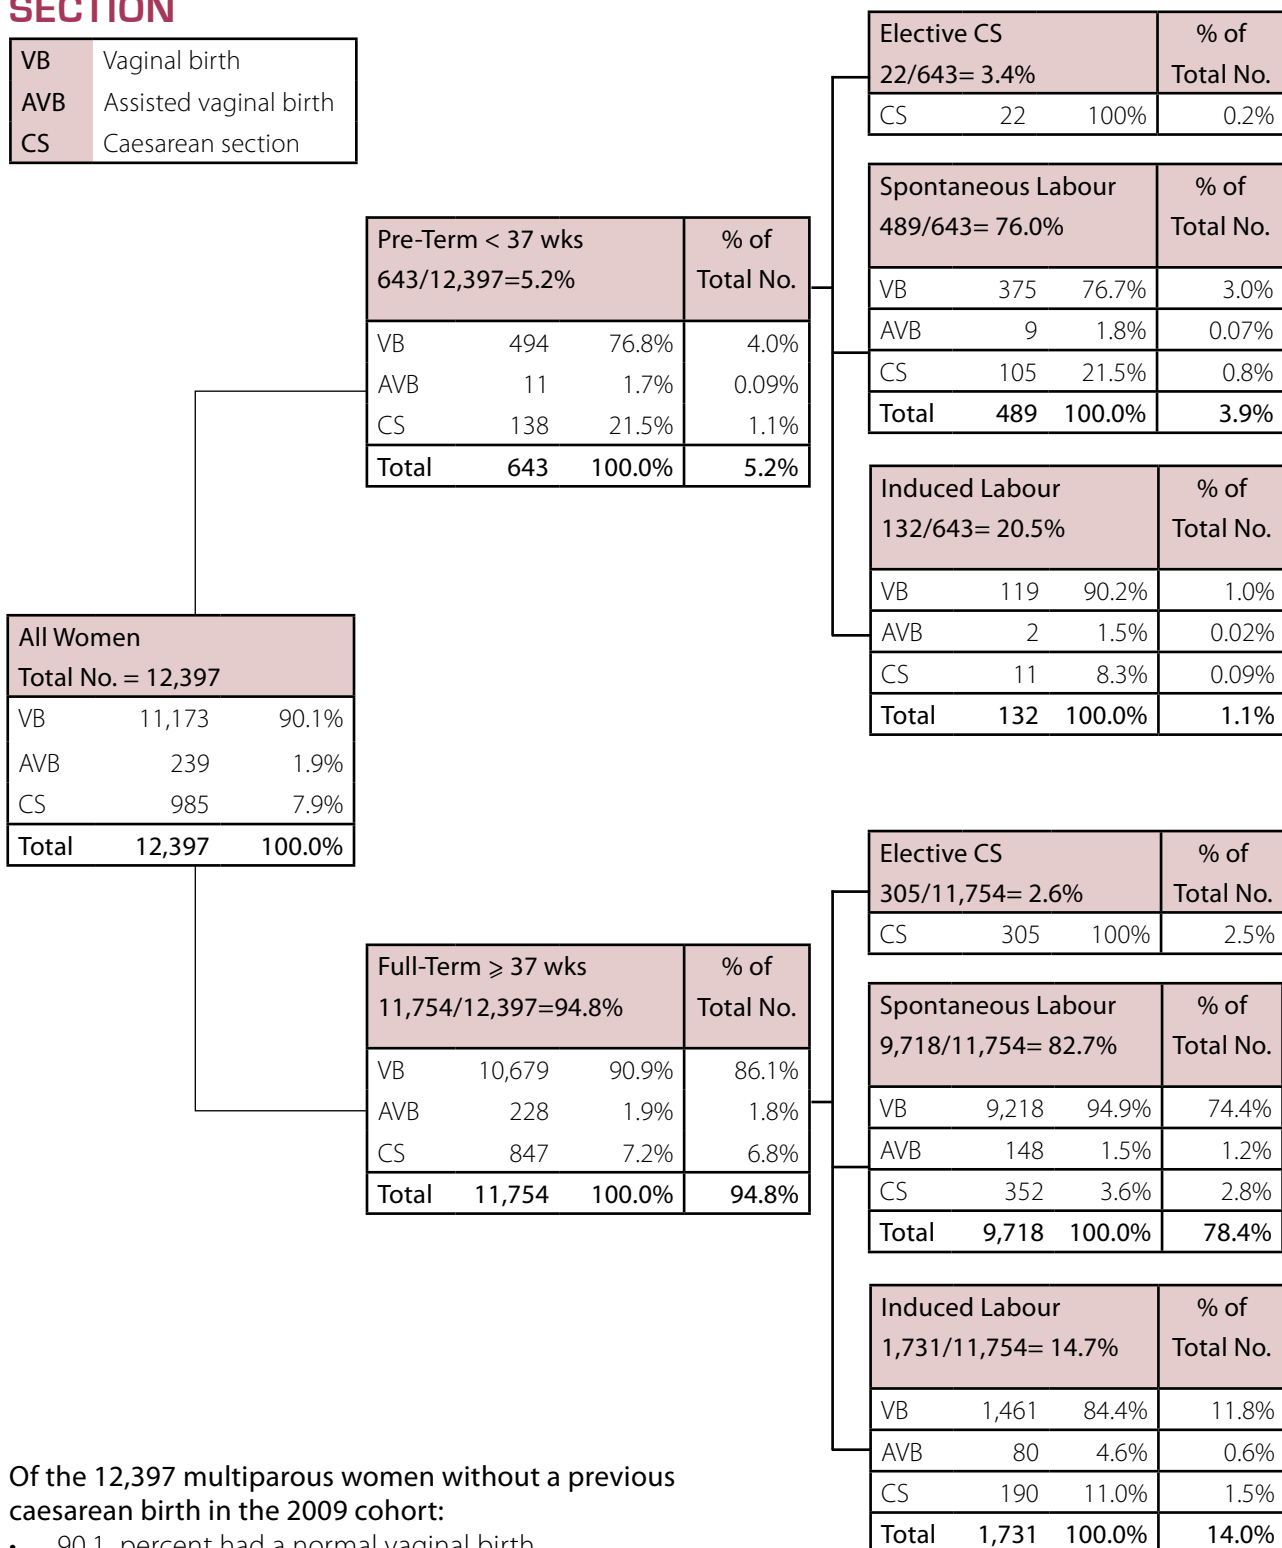 SECTION
VB Vaginal birth
AVB Assisted vaginal birth
CS Caesarean section
All Women
Total No. = 12,397
VB 11,173 90.1%
AVB 239 1.9%
CS 985 7.9%
Total 12,397 100.0%
Pre-Term < 37 wks % of
643/12,397=5.2% Total No.
VB 494 76.8% 4.0%
AVB 11 1.7% 0.09%
CS 138 21.5% 1.1%
Total 643 100.0% 5.2%
Elective CS % of
22/643= 3.4% Total No.
CS 22 100% 0.2%
Spontaneous Labour % of
489/643= 76.0% Total No.
VB 375 76.7% 3.0%
AVB 9 1.8% 0.07%
CS 105 21.5% 0.8%
Total 489 100.0% 3.9%
Induced Labour % of
132/643= 20.5% Total No.
VB 119 90.2% 1.0%
AVB 2 1.5% 0.02%
CS 11 8.3% 0.09%
Total 132 100.0% 1.1%
Full-Term ⩾ 37 wks % of
11,754/12,397=94.8% Total No.
VB 10,679 90.9% 86.1%
AVB 228 1.9% 1.8%
CS 847 7.2% 6.8%
Total 11,754 100.0% 94.8%
Elective CS % of
305/11,754= 2.6% Total No.
CS 305 100% 2.5%
Spontaneous Labour % of
9,718/11,754= 82.7% Total No.
VB 9,218 94.9% 74.4%
AVB 148 1.5% 1.2%
CS 352 3.6% 2.8%
Total 9,718 100.0% 78.4%
Induced Labour % of
1,731/11,754= 14.7% Total No.
VB 1,461 84.4% 11.8%
AVB 80 4.6% 0.6%
CS 190 11.0% 1.5%
Total 1,731 100.0% 14.0%
Of the 12,397 multiparous women without a previous
caesarean birth in the 2009 cohort:
• 90.1 percent had a normal vaginal birth